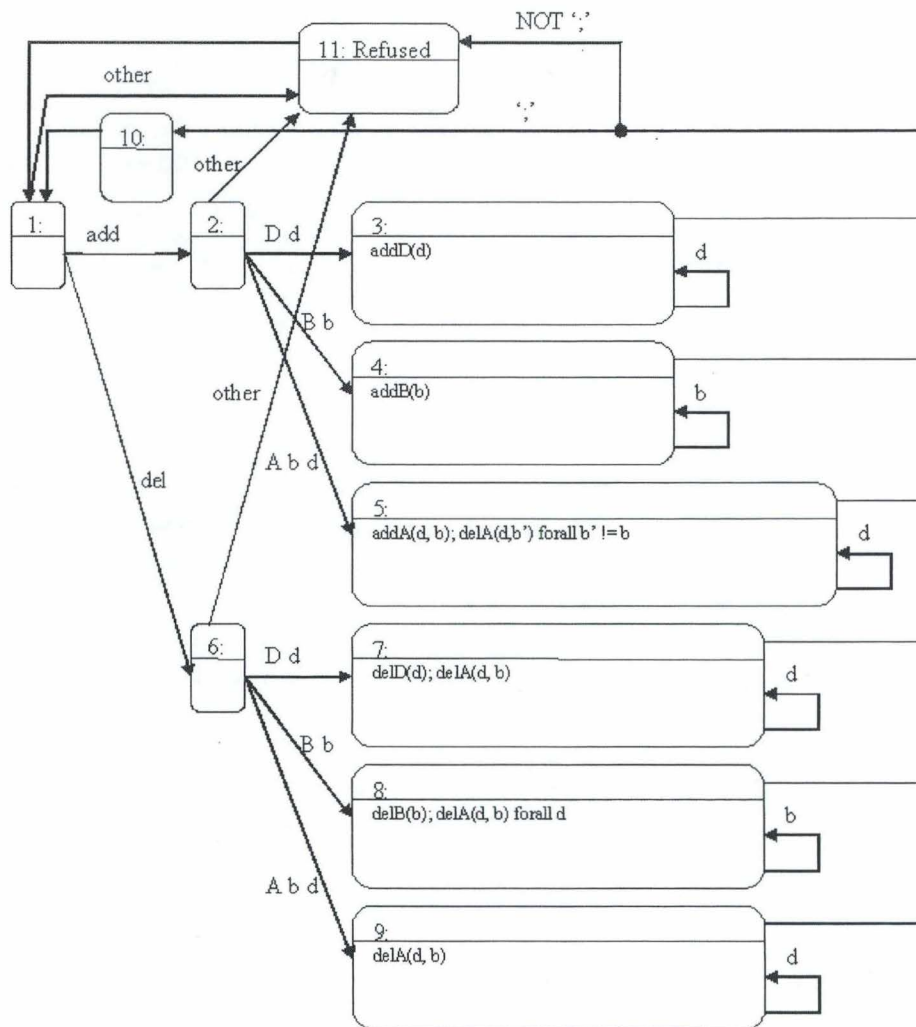 NOT ‘;’
11: Refused
other
‘;’
10:
other
1:
add
2:
D d
3:
addD(d)
d
B b
4:
addB(b)
b
other
A b d
del
5:
addA(d, b); delA(d,b’) forall b’ != b
d
6:
D d
7:
delD(d); delA(d, b)
d
B b
8:
delB(b); delA(d, b) forall d
b
A b d
9:
delA(d, b)
d